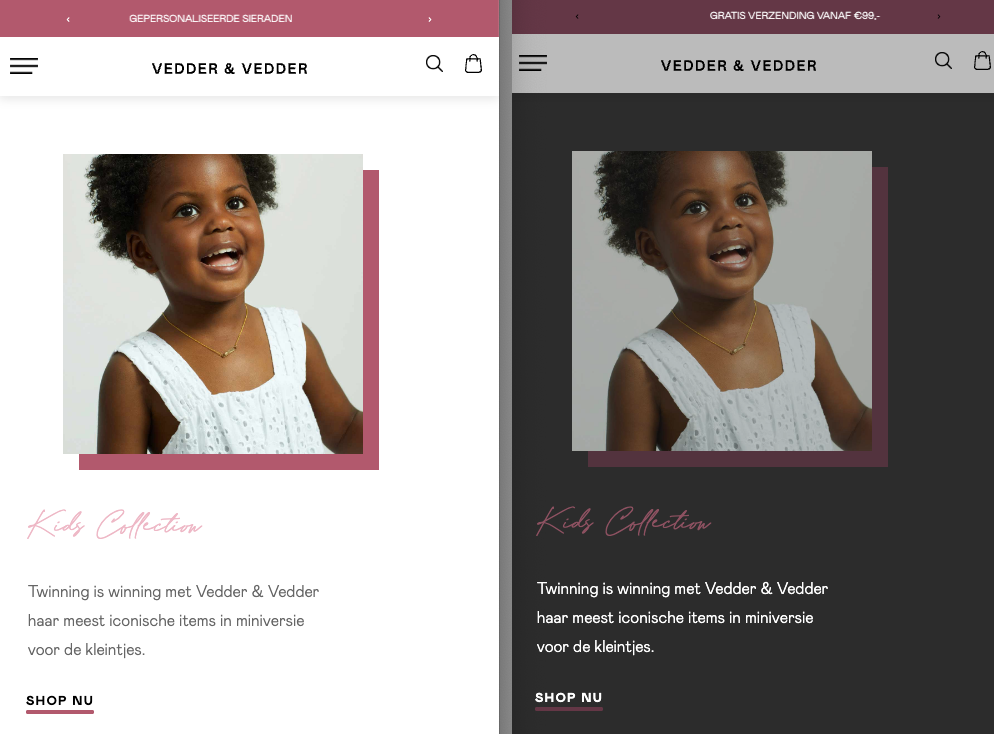 GEPERSONALISEERDE SIERADEN
VEDDER & VEDDER
Kids Collection
Twinning is winning met Vedder & Vedder
haar meest iconische items in miniversie
voor de kleintjes.
SHOP NU
GRATIS VERZENDING VANAF €99,-
VEDDER & VEDDER
Kids Collection
Twinning is winning met Vedder & Vedder
haar meest iconische items in miniversie
voor de kleintjes.
SHOP NU